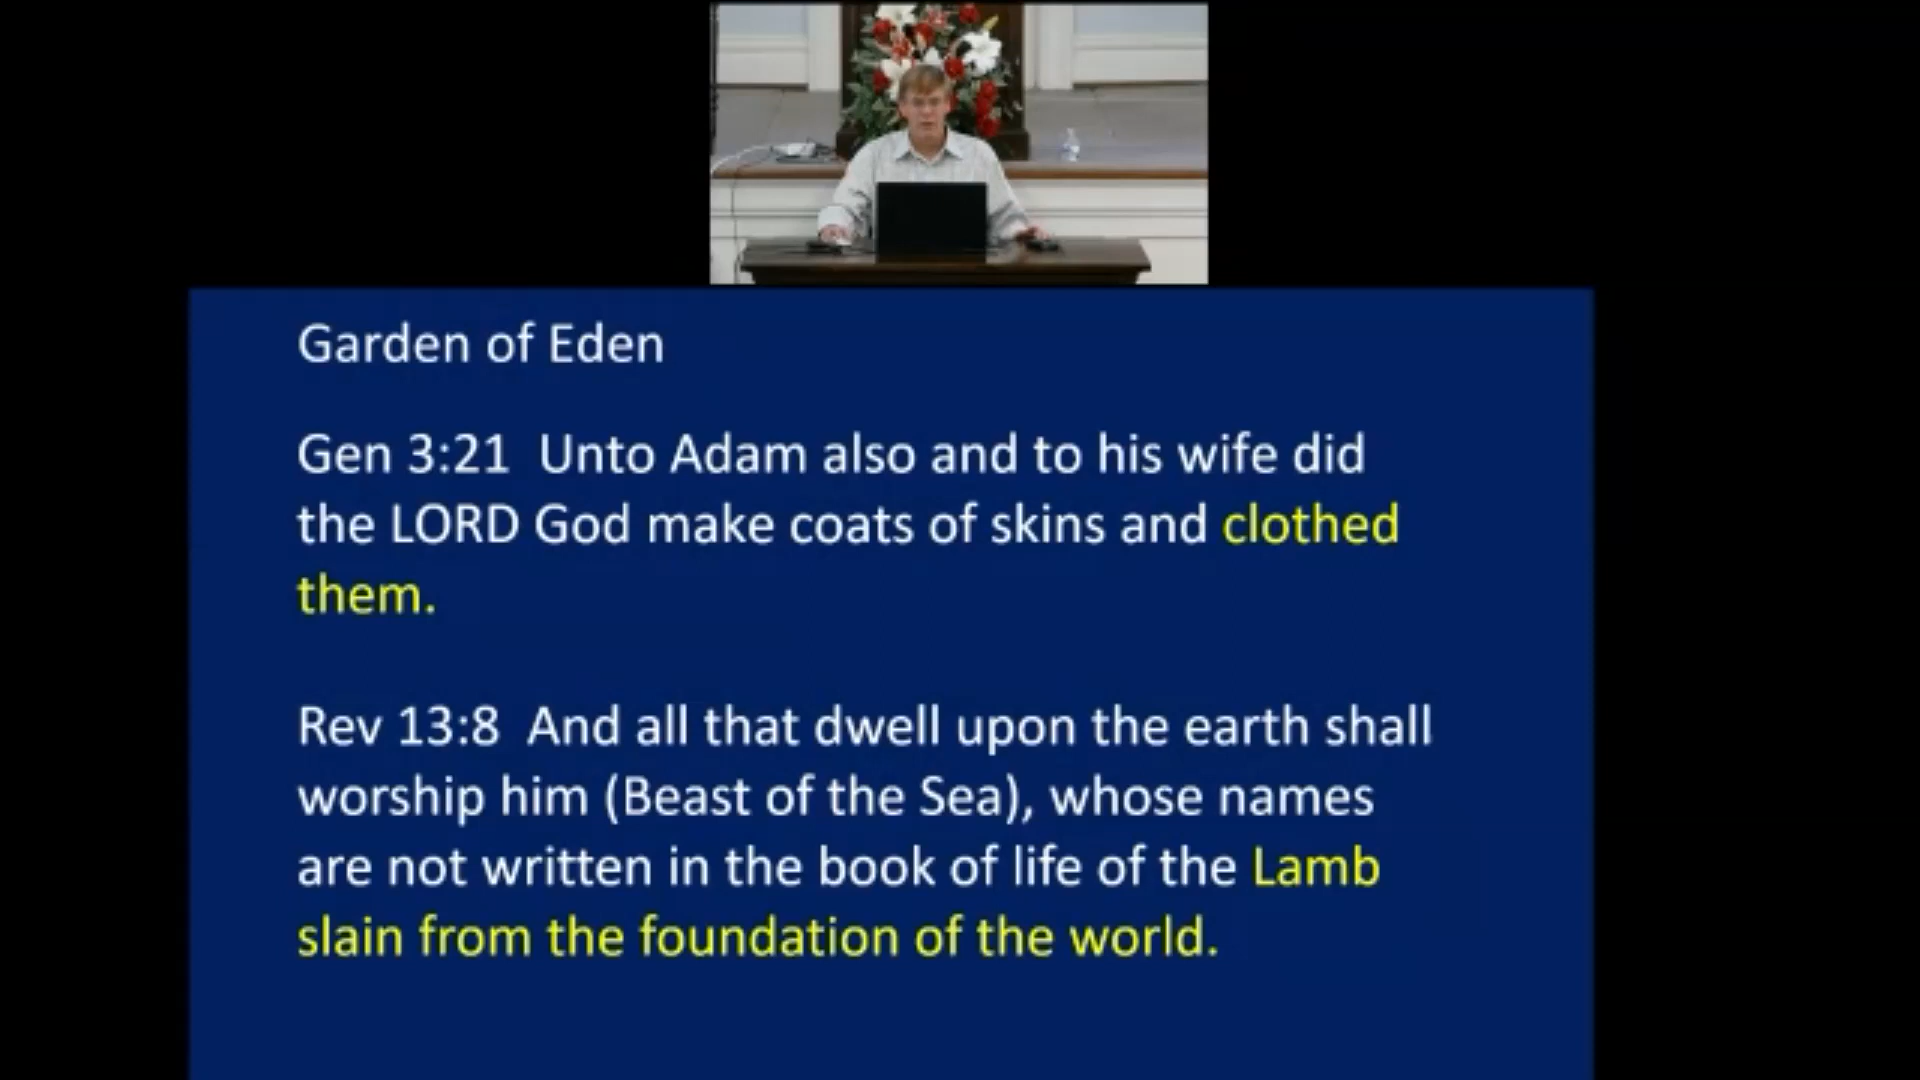 Garden of Eden
Gen 3:21  Unto Adam also and to his wife did
the LORD God make coats of skins and clothed
them.
Rev 13:8  And all that dwell upon the earth shall
worship him (Beast of the Sea), whose names
are not written in the book of life of the Lamb
slain from the foundation of the world.